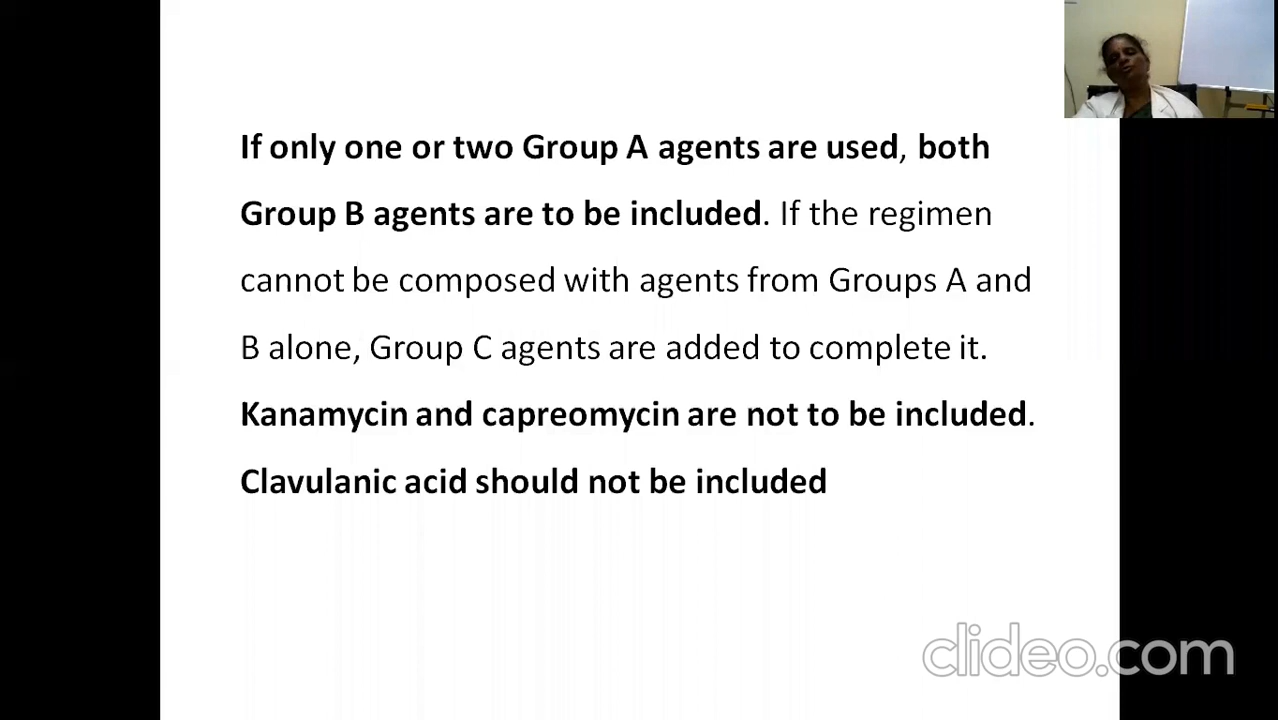 If only one or two Group A agents are used, both
Group B agents are to be included. If the regimen
cannot be composed with agents from Groups A and
B alone, Group C agents are added to complete it.
Kanamycin and capreomycin are not to be included.
Clavulanic acid should not be included
clideo.com